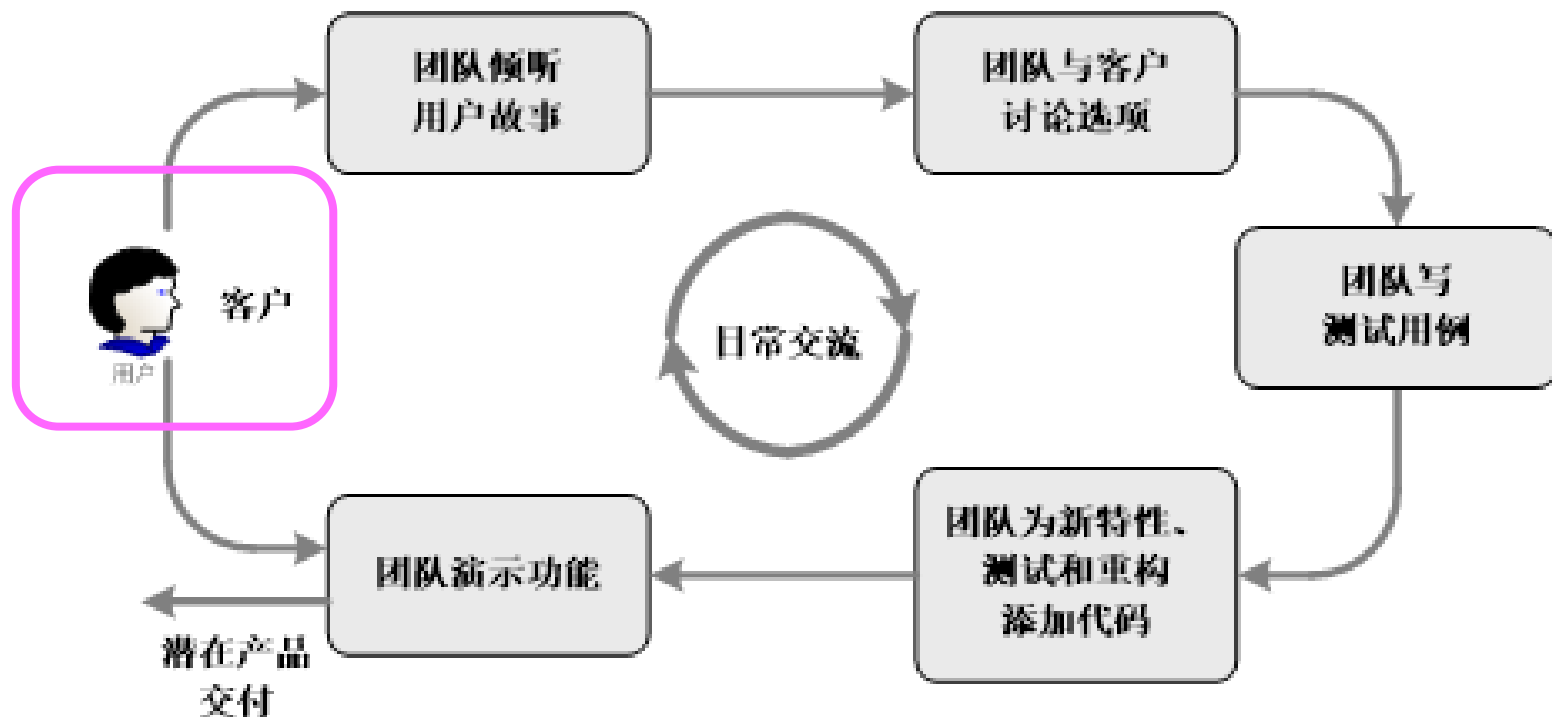 团队倾听
用户故事
团队与客户
讨论选项
客户
用户
日常交流
团队写
测试用例
团队为新特性、
测试和重构
添加代码
团队演示功能
潜在产品
交付